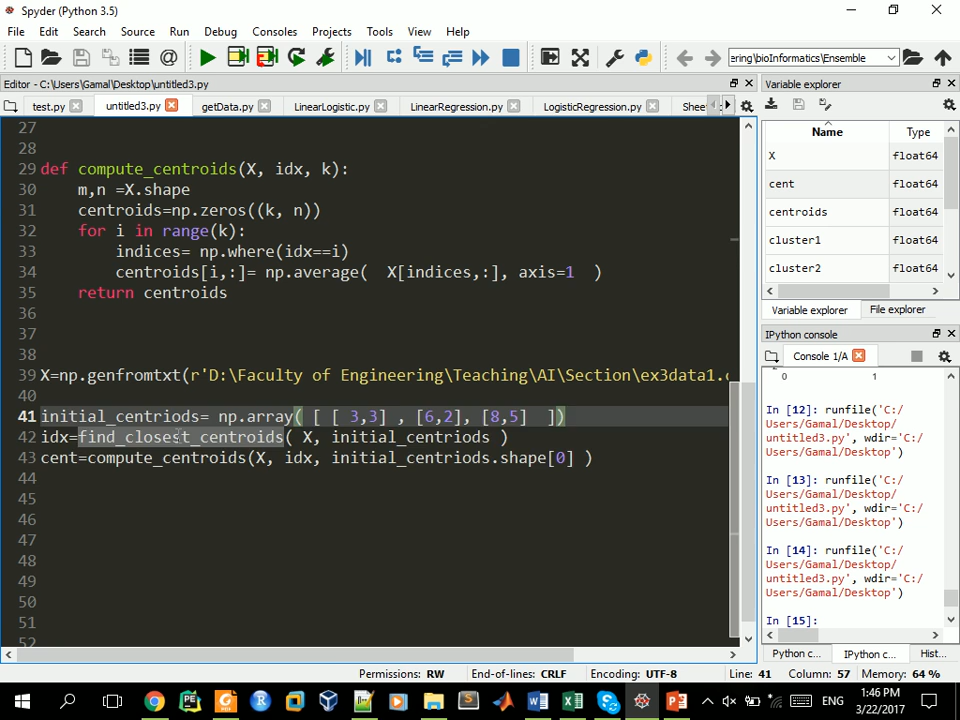 Spyder (Python 3.5)
File Edit Search Source Run Debug Consoles Projects Tools View Help
ering\bioInformatics\Ensemble
Editor - C:\Users\Gamal\Desktop\untitled3.py
test.py untitled3.py getData.py LinearLogistic.py LinearRegression.py LogisticRegression.py Shee
27
28
29 def compute_centroids(X, idx, k):
30 m,n =X.shape
31 centroids=np.zeros((k, n))
32 for i in range(k):
33 indices= np.where(idx==i)
34 centroids[i,:]= np.average( X[indices,:], axis=1 )
35 return centroids
36
37
38
39 X=np.genfromtxt(r'D:\Faculty of Engineering\Teaching\AI\Section\ex3data1.c
40
41 initial_centriods= np.array( [ [ 3,3] , [6,2], [8,5] ])
42 idx=find_closest_centroids( X, initial_centriods )
43 cent=compute_centroids(X, idx, initial_centriods.shape[0] )
44
45
46
47
48
49
50
51
52
Variable explorer
Name Type
X float64
cent float64
centroids float64
cluster1 float64
cluster2 float64
Variable explorer File explorer
IPython console
Console 1/A
0 1
In [12]: runfile('C:/
Users/Gamal/Desktop/
untitled3.py', wdir='C:/
Users/Gamal/Desktop')
In [13]: runfile('C:/
Users/Gamal/Desktop/
untitled3.py', wdir='C:/
Users/Gamal/Desktop')
In [14]: runfile('C:/
Users/Gamal/Desktop/
untitled3.py', wdir='C:/
Users/Gamal/Desktop')
In [15]:
Python c... IPython c... Hist...
Permissions: RW End-of-lines: CRLF Encoding: UTF-8 Line: 41 Column: 57 Memory: 64 %
ENG
1:46 PM
3/22/2017